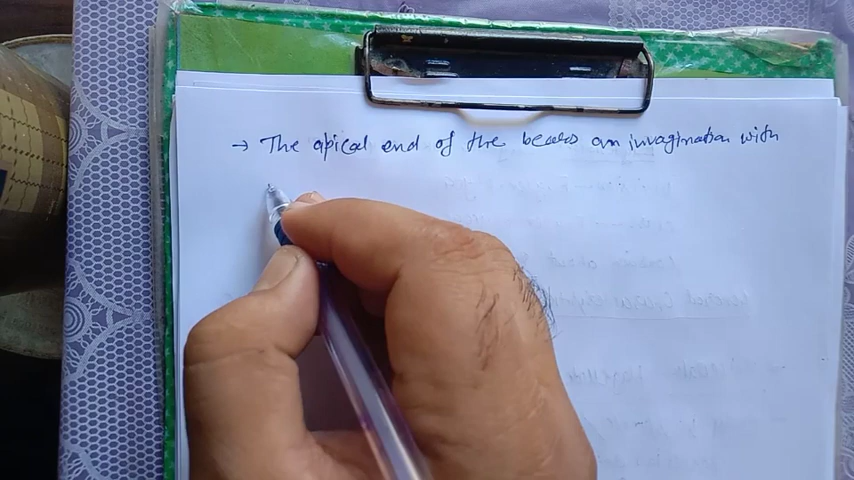 → The apical end of the bears an invagination with